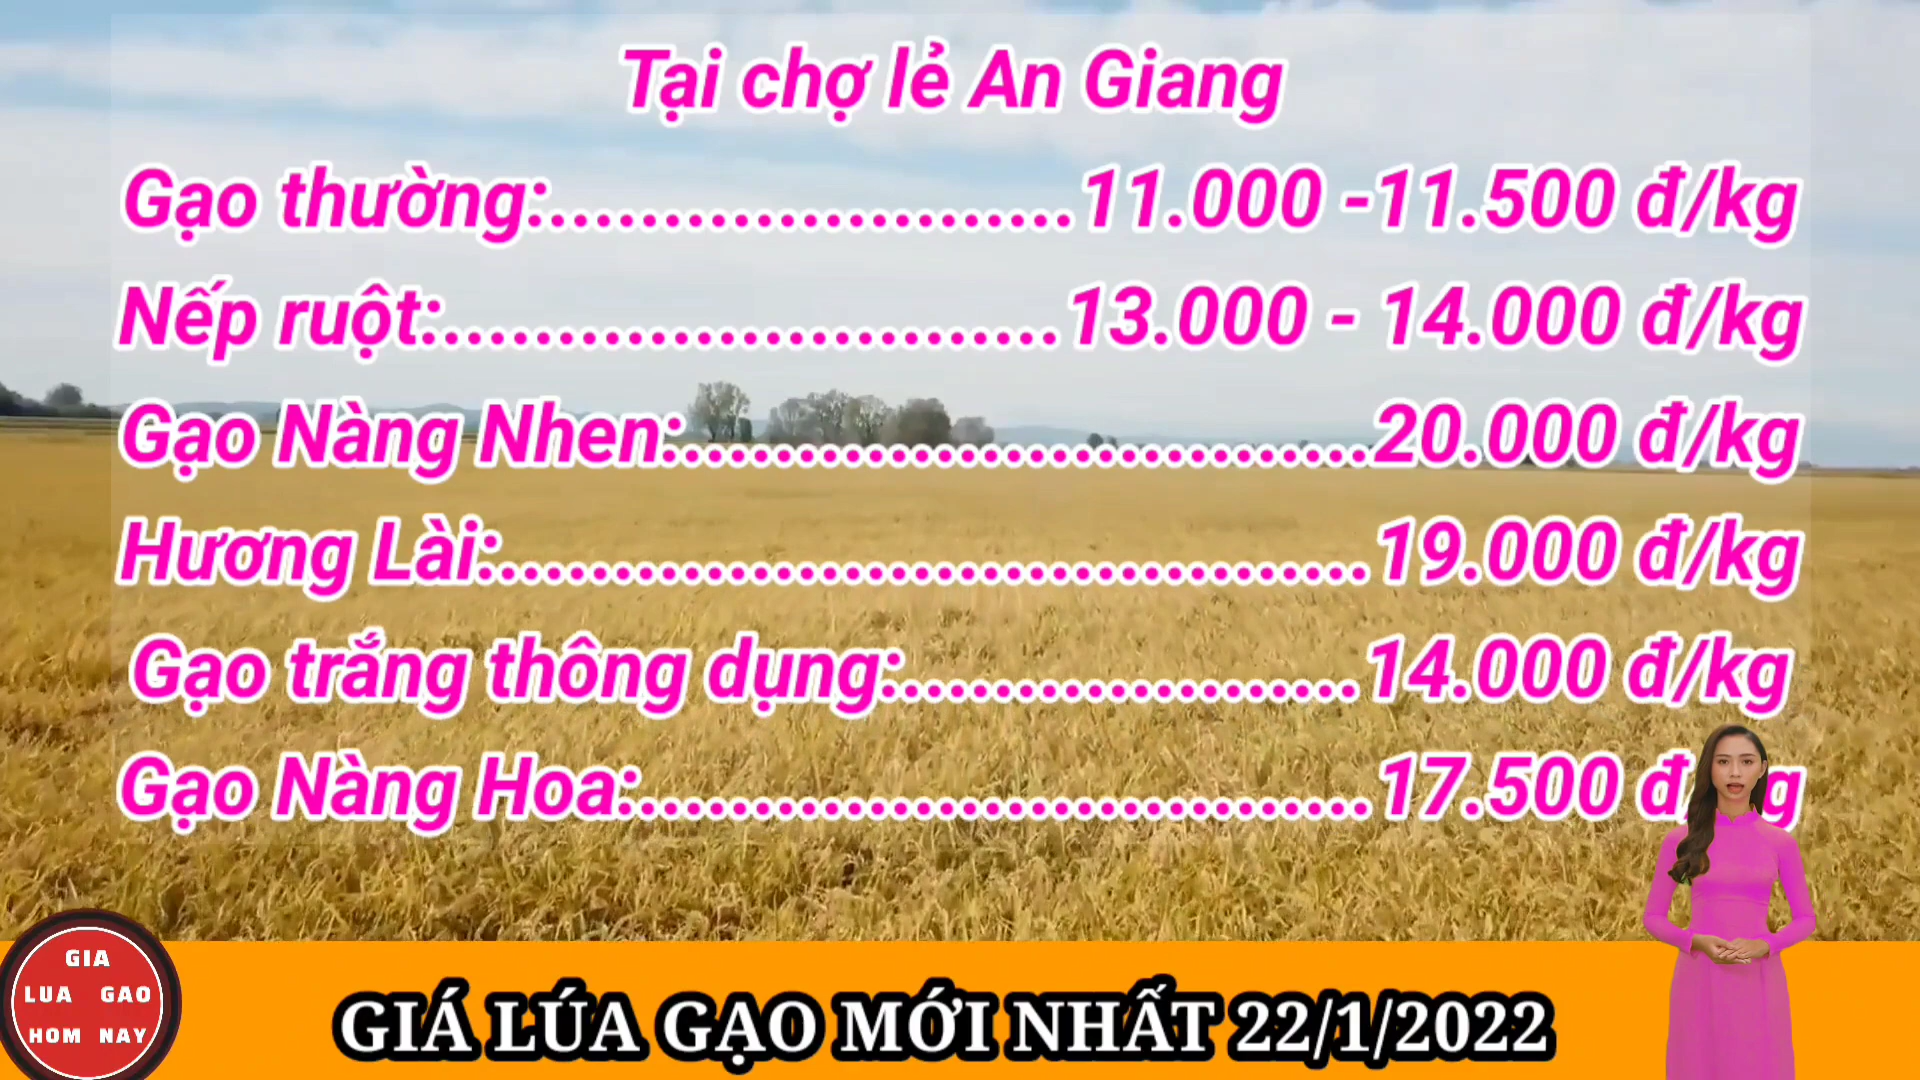 Tại chợ lẻ An Giang
Gạo thường:.......................11.000 -11.500 đ/kg
Nếp ruột:...........................13.000 - 14.000 đ/kg
Gạo Nàng Nhen:..............................20.000 đ/kg
Hương Lài:......................................19.000 đ/kg
Gạo trắng thông dụng:....................14.000 đ/kg
Gạo Nàng Hoa:................................17.500 đ/kg
GIA
LUA GAO
HOM NAY
GIÁ LÚA GẠO MỚI NHẤT 22/1/2022